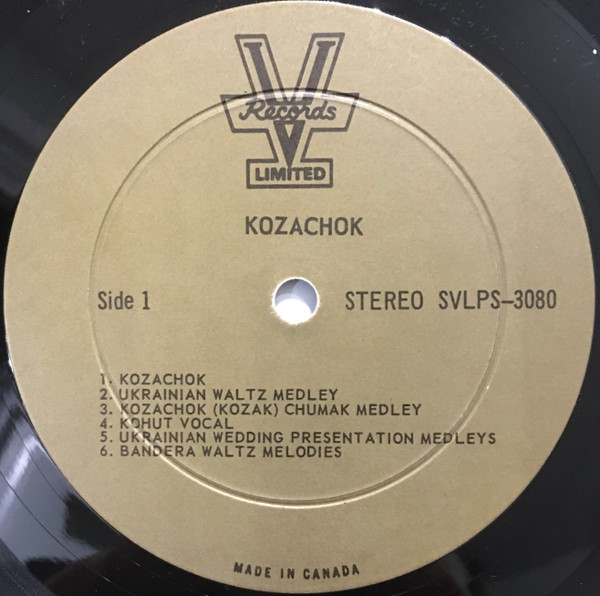 V
Records
LIMITED
KOZACHOK
Side 1
STEREO SVLPS-3080
1. KOZACHOK
2. UKRAINIAN WALTZ MEDLEY
3. KOZACHOK (KOZAK) CHUMAK MEDLEY
4. KOHUT VOCAL
5. UKRAINIAN WEDDING PRESENTATION MEDLEYS
6. BANDERA WALTZ MELODIES
MADE IN CANADA